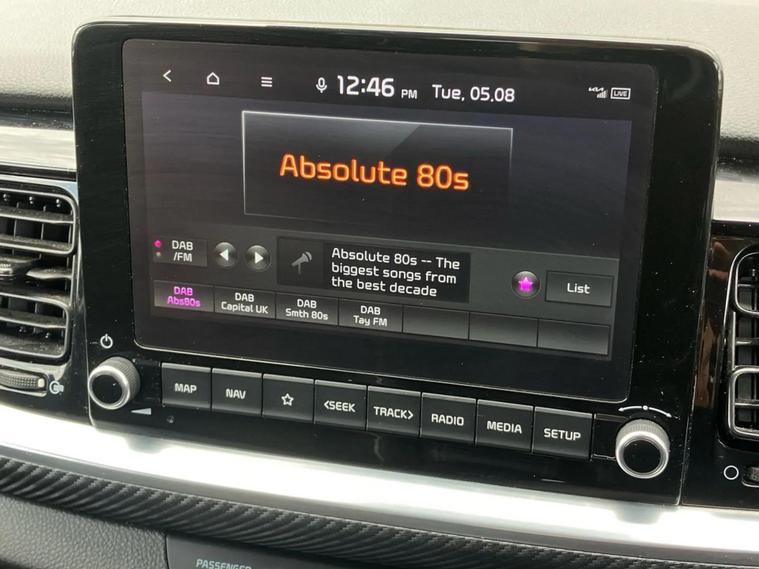 12:46 PM Tue, 05.08 LIVE
Absolute 80s
DAB
/FM
Absolute 80s -- The
biggest songs from
the best decade
List
DAB
Abs80s
DAB
Capital UK
DAB
Smth 80s
DAB
Tay FM
MAP
NAV
<SEEK
TRACK>
RADIO
MEDIA
SETUP
PASSENGER